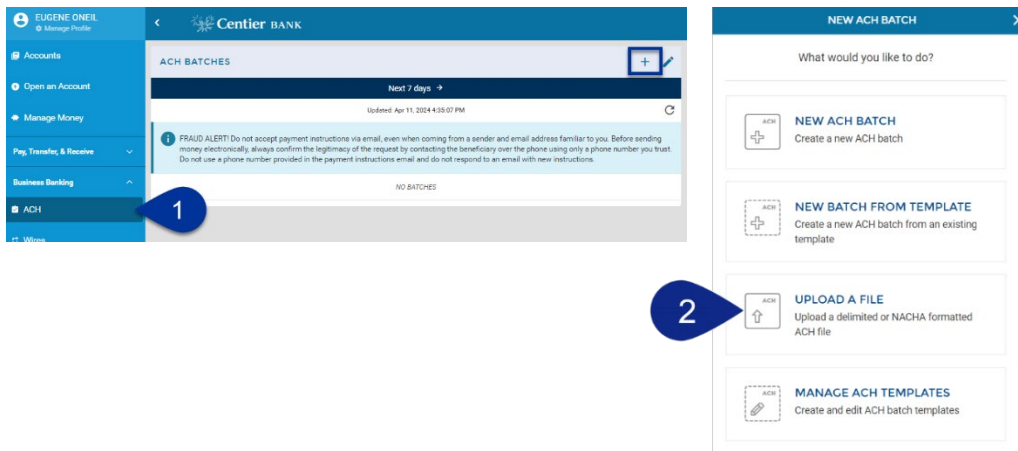 EUGENE ONEIL
Manage Profile
Accounts
Open an Account
Manage Money
Pay, Transfer, & Receive
Business Banking
ACH
Wires
1
Centier BANK
ACH BATCHES
Next 7 days →
Updated: Apr 11, 2024 4:35:07 PM
FRAUD ALERT! Do not accept payment instructions via email, even when coming from a sender and email address familiar to you. Before sending
money electronically, always confirm the legitimacy of the request by contacting the beneficiary over the phone using only a phone number you trust.
Do not use a phone number provided in the payment instructions email and do not respond to an email with new instructions.
NO BATCHES
NEW ACH BATCH
What would you like to do?
ACH
NEW ACH BATCH
Create a new ACH batch
ACH
NEW BATCH FROM TEMPLATE
Create a new ACH batch from an existing
template
2
ACH
UPLOAD A FILE
Upload a delimited or NACHA formatted
ACH file
ACH
MANAGE ACH TEMPLATES
Create and edit ACH batch templates